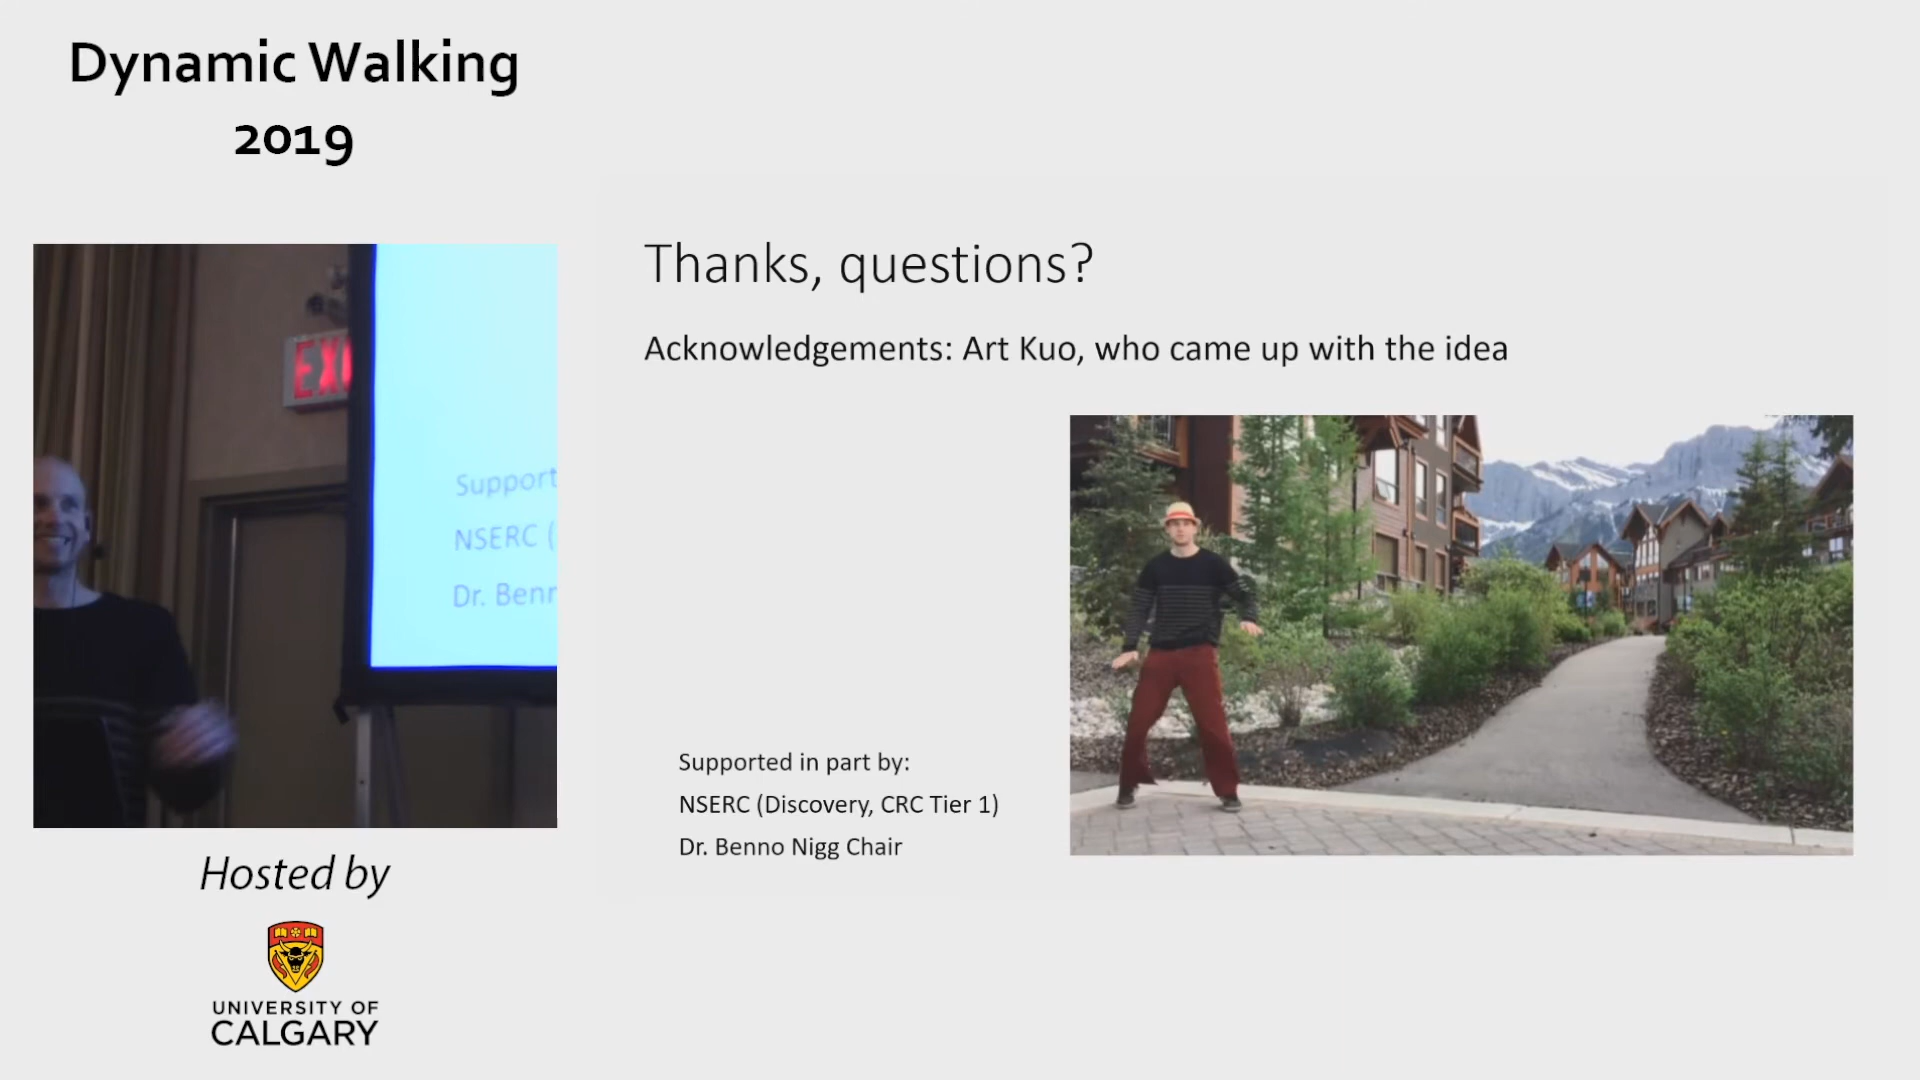 Dynamic Walking
2019
Thanks, questions?
Acknowledgements: Art Kuo, who came up with the idea
Support
NSERC (
Dr. Benn
Supported in part by:
NSERC (Discovery, CRC Tier 1)
Dr. Benno Nigg Chair
Hosted by
UNIVERSITY OF
CALGARY